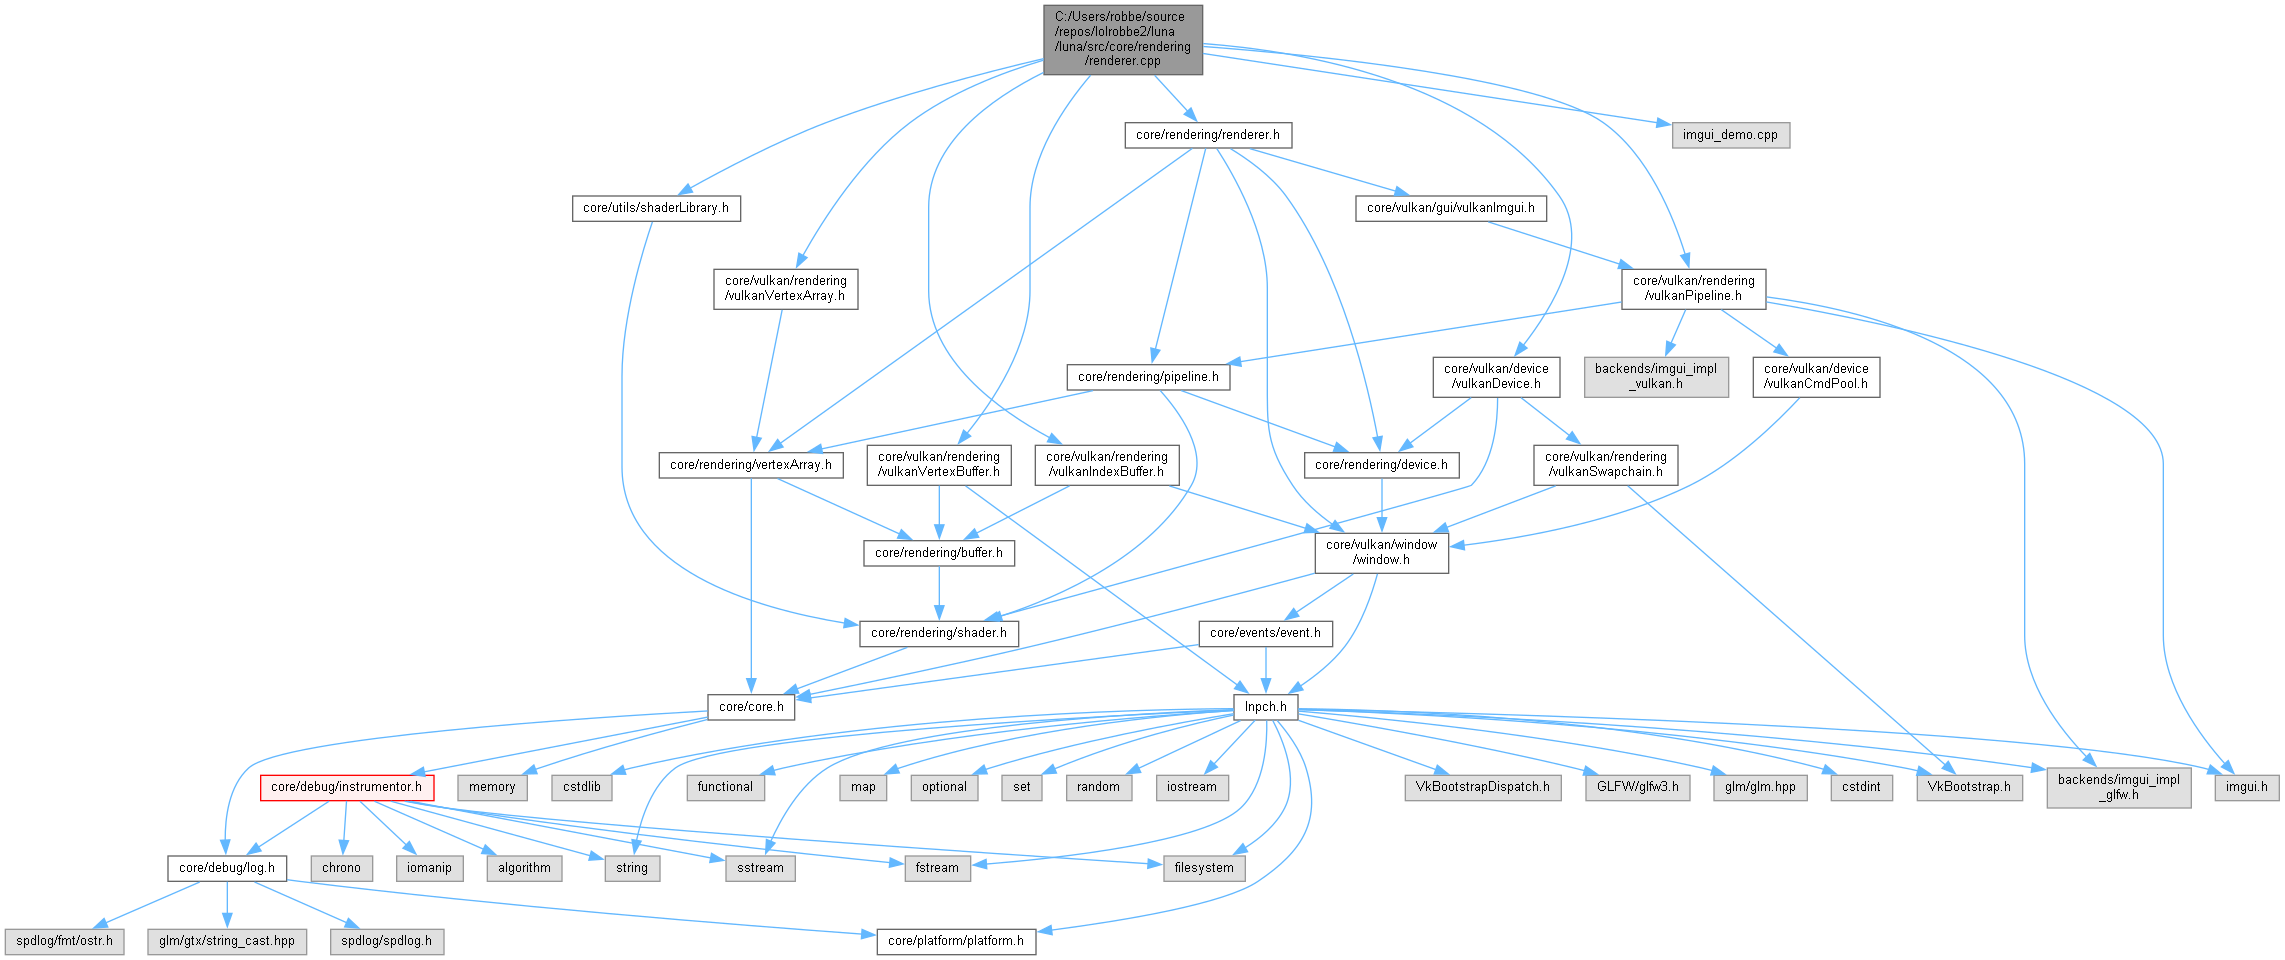 C:/Users/robbe/source
/repos/lolrobbe2/luna
/luna/src/core/rendering
/renderer.cpp
core/rendering/renderer.h
imgui_demo.cpp
core/utils/shaderLibrary.h
core/vulkan/gui/vulkanImgui.h
core/vulkan/rendering
/vulkanVertexArray.h
core/vulkan/rendering
/vulkanPipeline.h
core/rendering/pipeline.h
core/vulkan/device
/vulkanDevice.h
backends/imgui_impl
_vulkan.h
core/vulkan/device
/vulkanCmdPool.h
core/rendering/vertexArray.h
core/vulkan/rendering
/vulkanVertexBuffer.h
core/vulkan/rendering
/vulkanIndexBuffer.h
core/rendering/device.h
core/vulkan/rendering
/vulkanSwapchain.h
core/rendering/buffer.h
core/vulkan/window
/window.h
core/rendering/shader.h
core/events/event.h
core/core.h
lnpch.h
core/debug/instrumentor.h
memory
cstdlib
functional
map
optional
set
random
iostream
VkBootstrapDispatch.h
GLFW/glfw3.h
glm/glm.hpp
cstdint
VkBootstrap.h
backends/imgui_impl
_glfw.h
imgui.h
core/debug/log.h
chrono
iomanip
algorithm
string
sstream
fstream
filesystem
spdlog/fmt/ostr.h
glm/gtx/string_cast.hpp
spdlog/spdlog.h
core/platform/platform.h